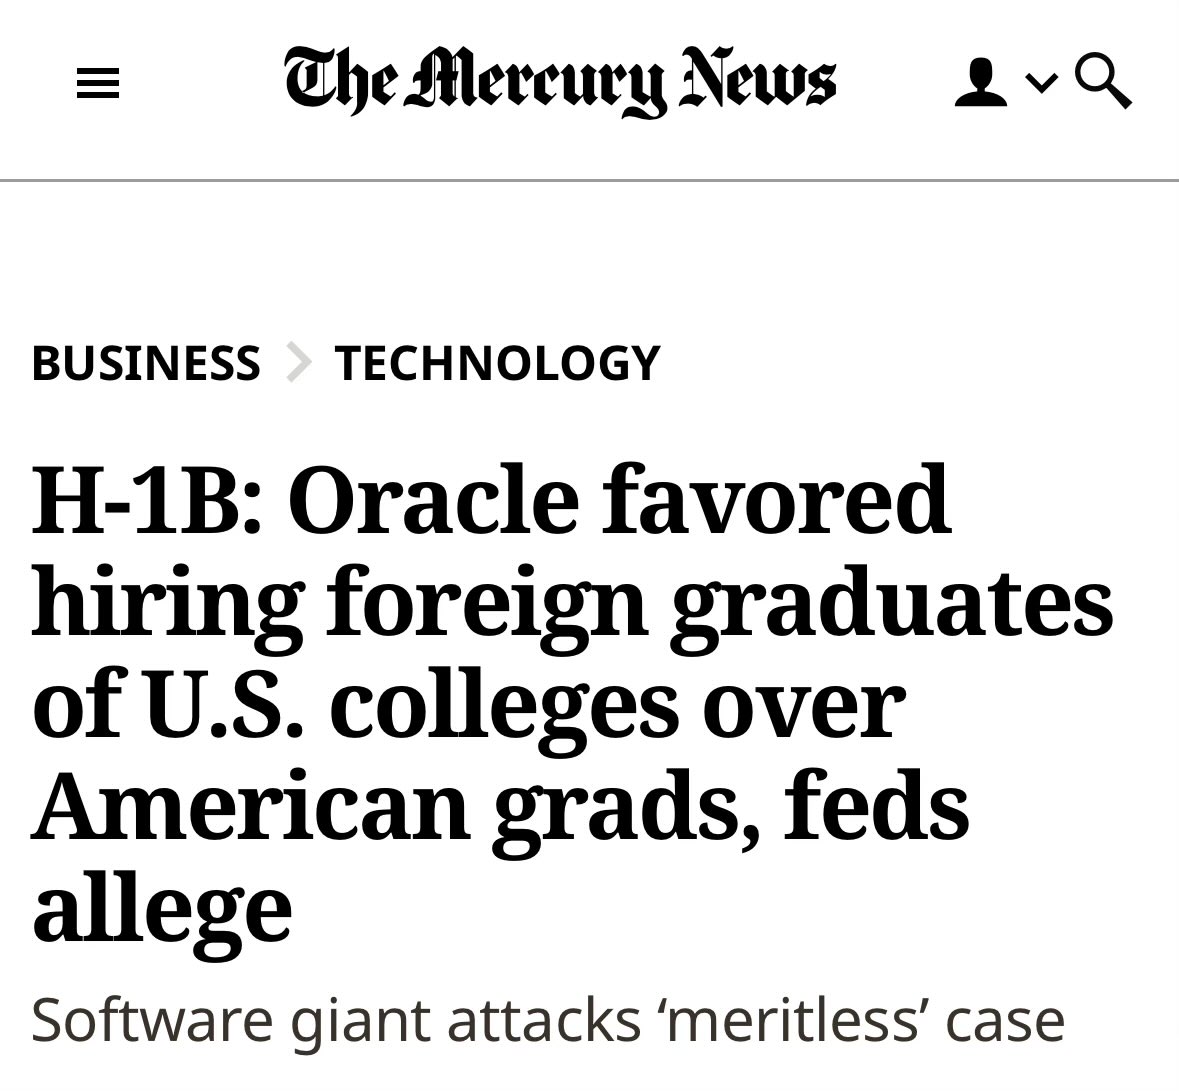 The Mercury News
BUSINESS TECHNOLOGY
H-1B: Oracle favored
hiring foreign graduates
of U.S. colleges over
American grads, feds
allege
Software giant attacks ‘meritless’ case